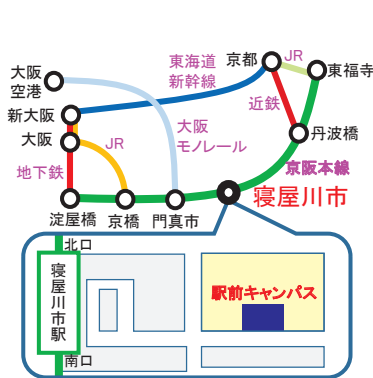 東海道
新幹線
京都
JR
東福寺
大阪
空港
近鉄
新大阪
大阪
JR
大阪
モノレール
丹波橋
地下鉄
京阪本線
寝屋川市
淀屋橋
京橋
門真市
北口
寝屋川市駅
駅前キャンパス
南口